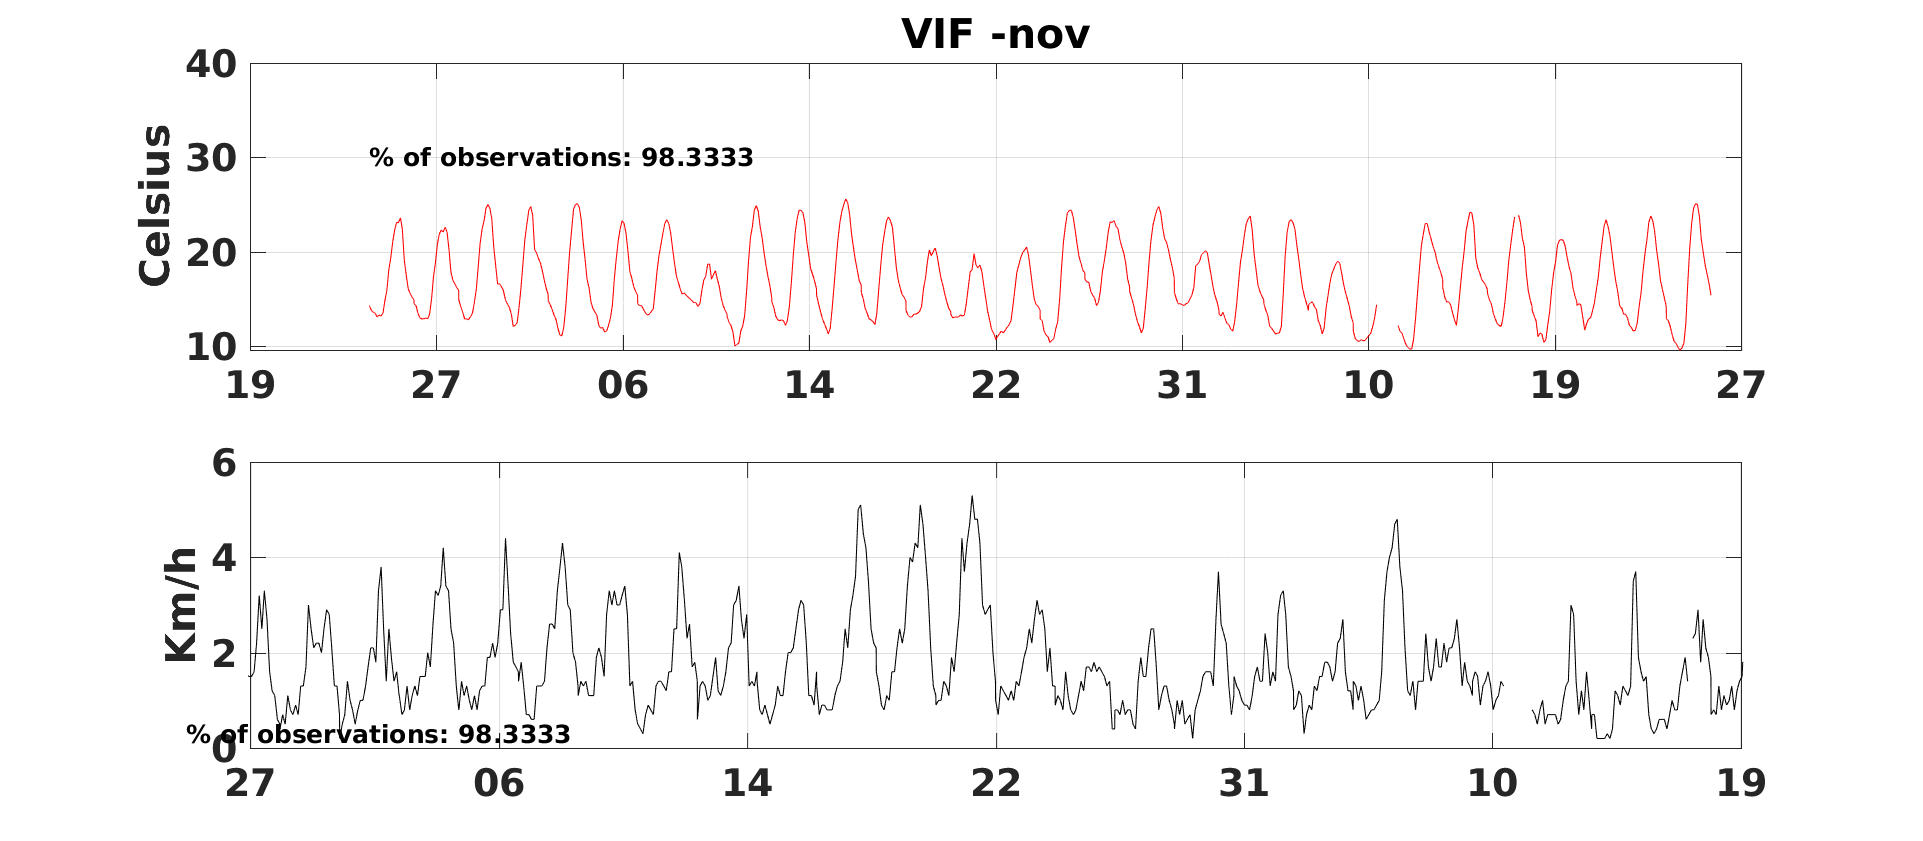 VIF -nov
40
30
20
10
Celsius
% of observations: 98.3333
19 27 06 14 22 31 10 19 27
6
4
2
0
Km/h
% of observations: 98.3333
27 06 14 22 31 10 19